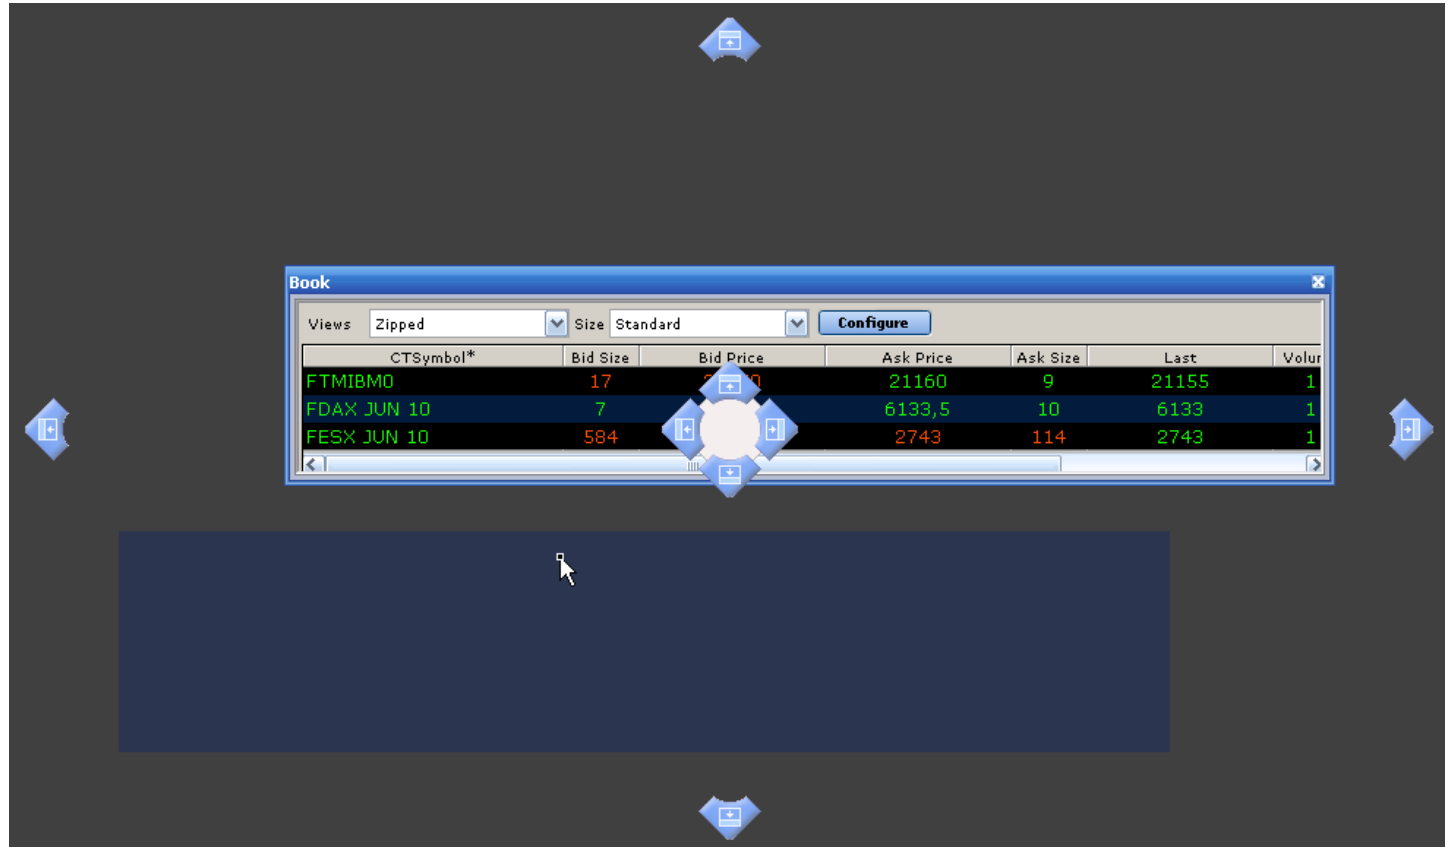 Book
Views Zipped Size Standard Configure
CTSymbol* Bid Size Bid Price Ask Price Ask Size Last Volur
FTMIBM0 17 21160 9 21155 1
FDAX JUN 10 7 6133,5 10 6133 1
FESX JUN 10 584 2743 114 2743 1